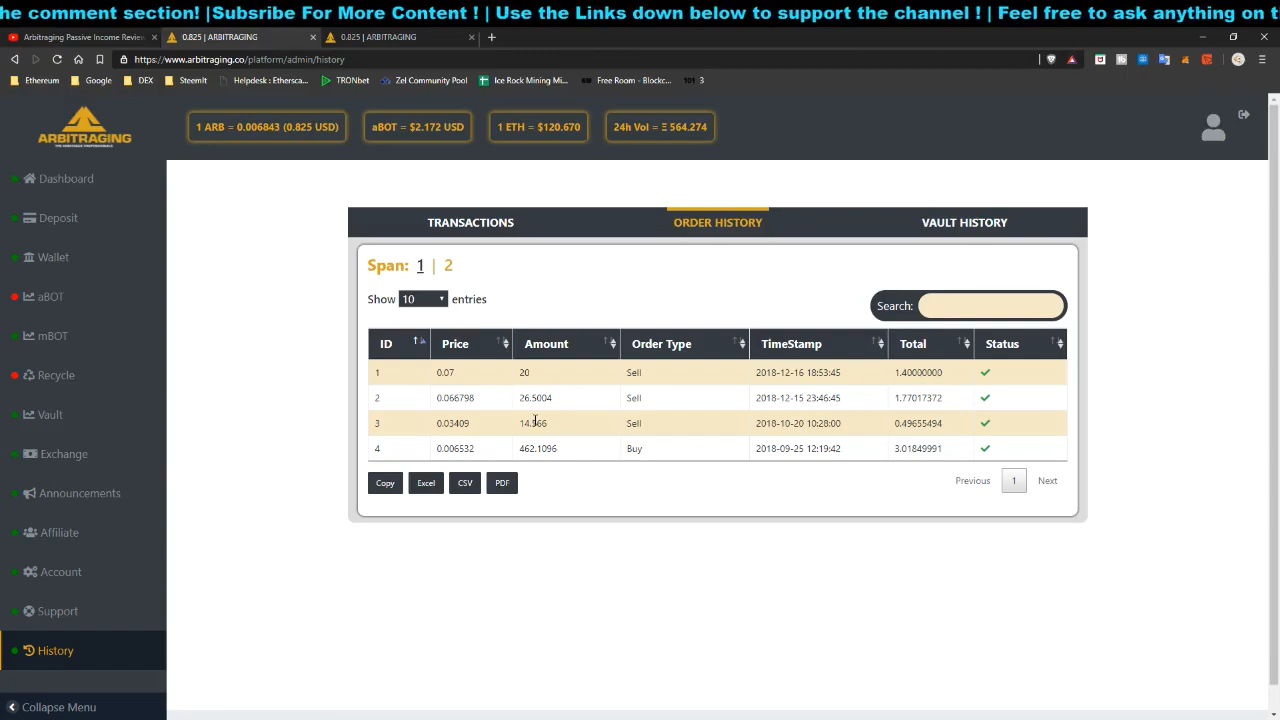 he comment section! |Subsribe For More Content ! | Use the Links down below to support the channel ! | Feel free to ask anything on t
Arbitraging Passive Income Review
0.825 | ARBITRAGING
0.825 | ARBITRAGING
https://www.arbitraging.co/platform/admin/history
Ethereum
Google
DEX
SteemIt
Helpdesk : Ethersca...
TRONbet
Zel Community Pool
Ice Rock Mining Mi...
Free Room - Blockc...
101 3
ARBITRAGING
1 ARB = 0.006843 (0.825 USD)
aBOT = $2.172 USD
1 ETH = $120.670
24h Vol = Ξ 564.274
Dashboard
Deposit
Wallet
aBOT
mBOT
Recycle
Vault
Exchange
Announcements
Affiliate
Account
Support
History
Collapse Menu
TRANSACTIONS
ORDER HISTORY
VAULT HISTORY
Span: 1 | 2
Show 10 entries
Search:
ID Price Amount Order Type TimeStamp Total Status
1 0.07 20 Sell 2018-12-16 18:53:45 1.40000000
2 0.066798 26.5004 Sell 2018-12-15 23:46:45 1.77017372
3 0.03409 Sell 2018-10-20 10:28:00 0.49655494
4 0.006532 462.1096 Buy 2018-09-25 12:19:42 3.01849991
Copy Excel CSV PDF
Previous 1 Next